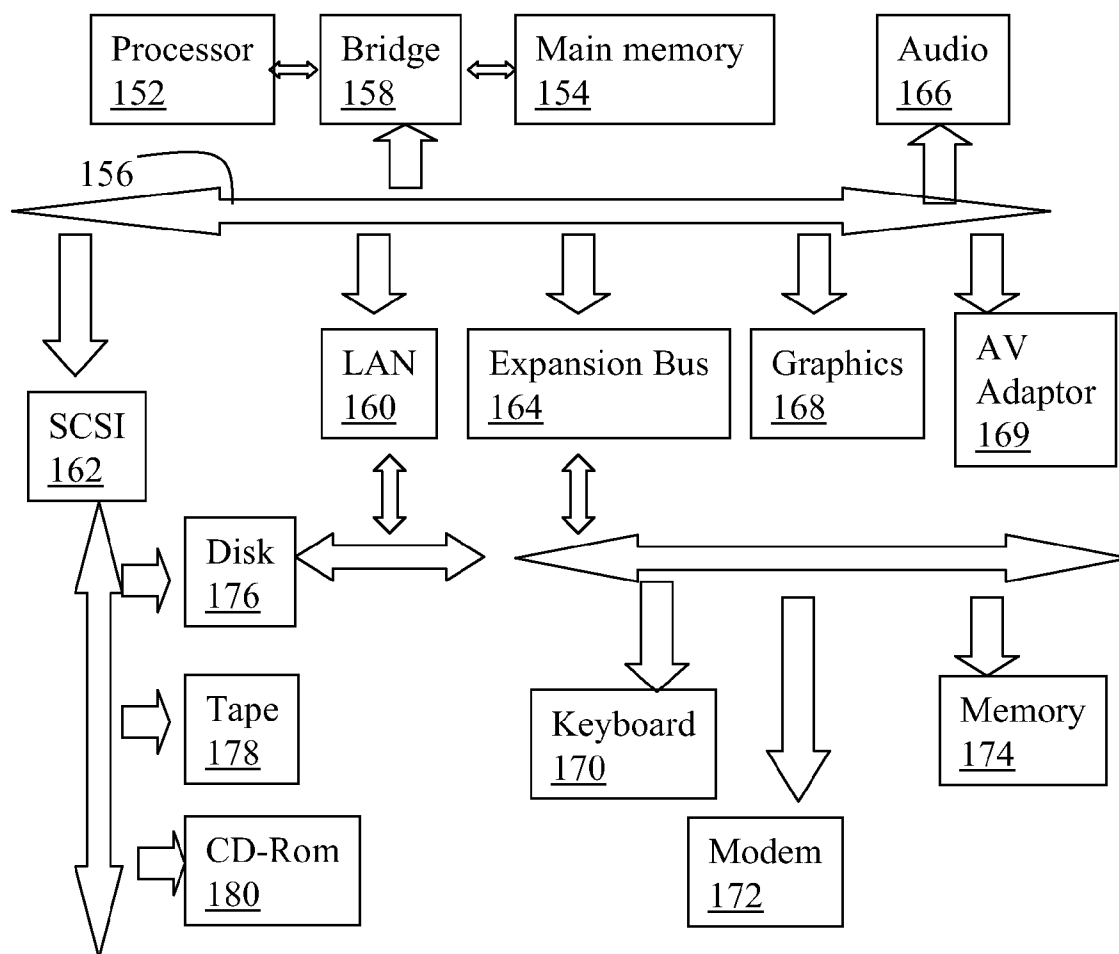 Processor
152
Bridge
158
Main memory
154
Audio
166
156
LAN
160
Expansion Bus
164
Graphics
168
AV
Adaptor
169
SCSI
162
Disk
176
Tape
178
Keyboard
170
Memory
174
CD-Rom
180
Modem
172